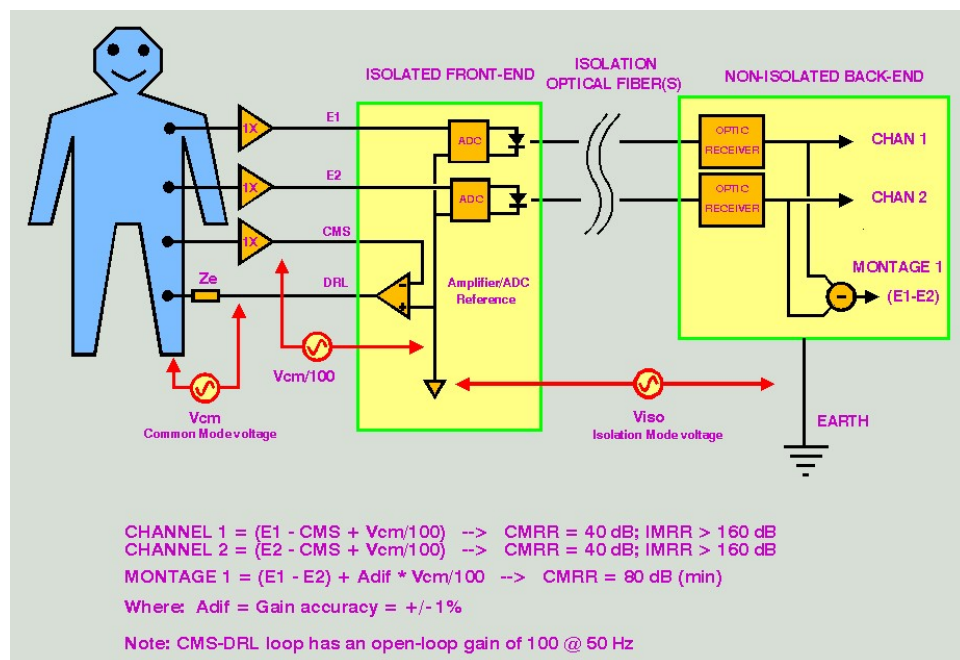 ISOLATED FRONT-END
ISOLATION
OPTICAL FIBER(S)
NON-ISOLATED BACK-END
1X
E1
ADC
OPTIC
RECEIVER
CHAN 1
1X
E2
ADC
OPTIC
RECEIVER
CHAN 2
1X
CMS
Ze
DRL
-
+
Amplifier/ADC
Reference
MONTAGE 1
-
(E1-E2)
Vcm/100
Vcm
Common Mode voltage
Viso
Isolation Mode voltage
EARTH
CHANNEL 1 = (E1 - CMS + Vcm/100) --> CMRR = 40 dB; IMRR > 160 dB
CHANNEL 2 = (E2 - CMS + Vcm/100) --> CMRR = 40 dB; IMRR > 160 dB
MONTAGE 1 = (E1 - E2) + Adif * Vcm/100 --> CMRR = 80 dB (min)
Where: Adif = Gain accuracy = +/-1%
Note: CMS-DRL loop has an open-loop gain of 100 @ 50 Hz